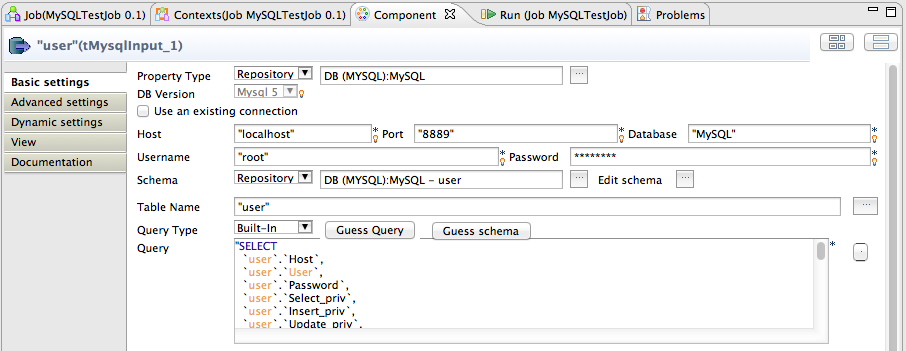 Job(MySQLTestJob 0.1) Contexts(Job MySQLTestJob 0.1) Component Run (Job MySQLTestJob) Problems
"user"(tMysqlInput_1)
Basic settings
Advanced settings
Dynamic settings
View
Documentation
Property Type Repository DB (MYSQL):MySQL ...
DB Version Mysql 5
Use an existing connection
Host "localhost" * Port "8889" * Database "MySQL" *
Username "root" * Password ******** *
Schema Repository DB (MYSQL):MySQL - user ... Edit schema ...
Table Name "user" ...
Query Type Built-In Guess Query Guess schema
Query "SELECT *
`user`.`Host`,
`user`.`User`,
`user`.`Password`,
`user`.`Select_priv`,
`user`.`Insert_priv`,
`user`.`Update_priv`,